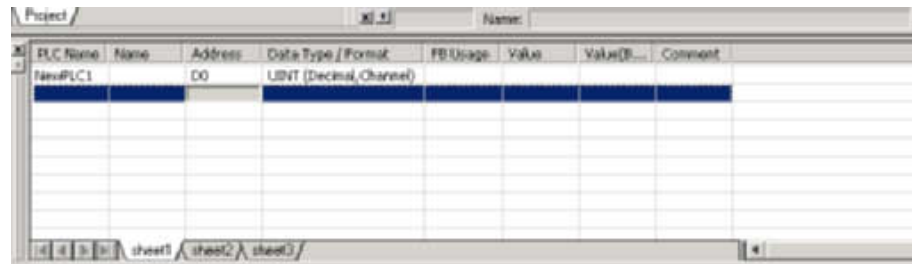 Project
Name:
PLC Name Name Address Data Type / Format FB Usage Value Value(B... Comment
NewPLC1 D0 UINT (Decimal,Channel)
sheet1 sheet2 sheet3